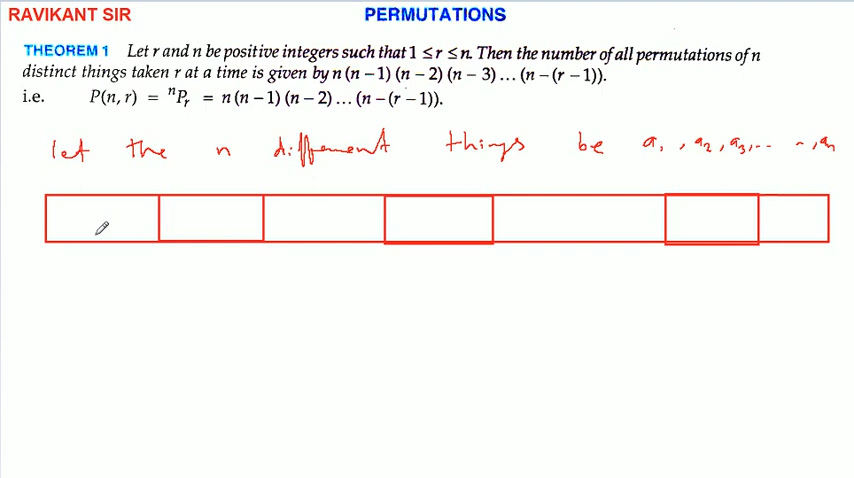 RAVIKANT SIR PERMUTATIONS
THEOREM 1 Let r and n be positive integers such that 1 ≤ r ≤ n. Then the number of all permutations of n
distinct things taken r at a time is given by n (n – 1) (n – 2) (n – 3) ... (n – (r – 1)).
i.e. P(n, r) = ⁿPᵣ = n (n – 1) (n – 2) ... (n – (r – 1)).
let the n different things be a₁, a₂, a₃, ... , aₙ